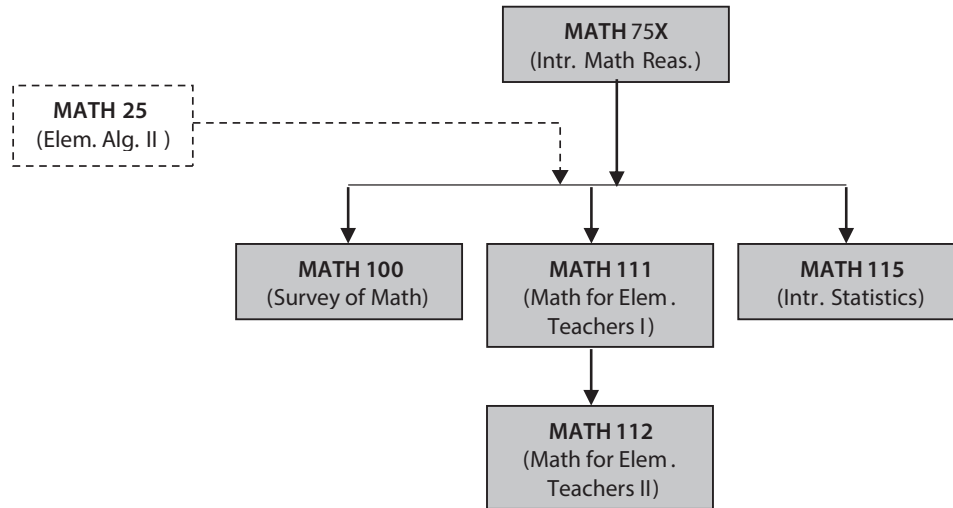 MATH 75X
(Intr. Math Reas.)
MATH 25
(Elem. Alg. II )
MATH 100
(Survey of Math)
MATH 111
(Math for Elem.
Teachers I)
MATH 115
(Intr. Statistics)
MATH 112
(Math for Elem.
Teachers II)